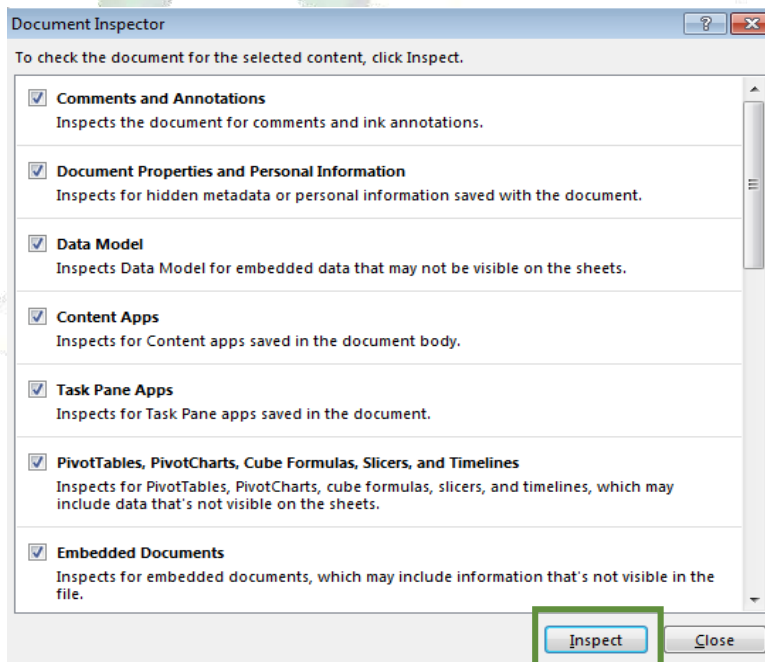 Document Inspector
To check the document for the selected content, click Inspect.
Comments and Annotations
Inspects the document for comments and ink annotations.
Document Properties and Personal Information
Inspects for hidden metadata or personal information saved with the document.
Data Model
Inspects Data Model for embedded data that may not be visible on the sheets.
Content Apps
Inspects for Content apps saved in the document body.
Task Pane Apps
Inspects for Task Pane apps saved in the document.
PivotTables, PivotCharts, Cube Formulas, Slicers, and Timelines
Inspects for PivotTables, PivotCharts, cube formulas, slicers, and timelines, which may
include data that's not visible on the sheets.
Embedded Documents
Inspects for embedded documents, which may include information that's not visible in the
file.
Inspect Close